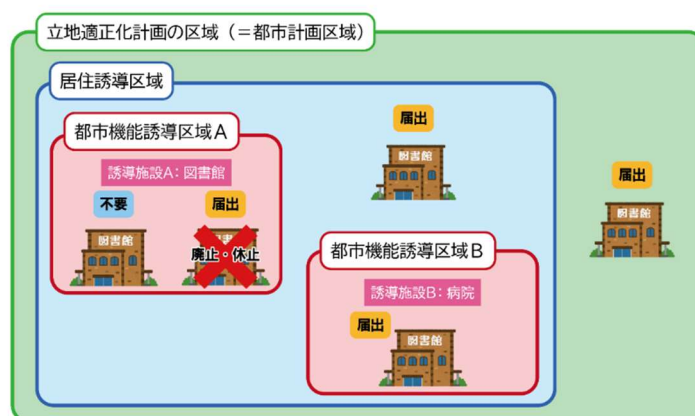 立地適正化計画の区域（＝都市計画区域）
居住誘導区域
都市機能誘導区域A
誘導施設A：図書館
不要
図書館
届出
図書館
廃止・休止
届出
図書館
届出
図書館
都市機能誘導区域B
誘導施設B：病院
届出
図書館